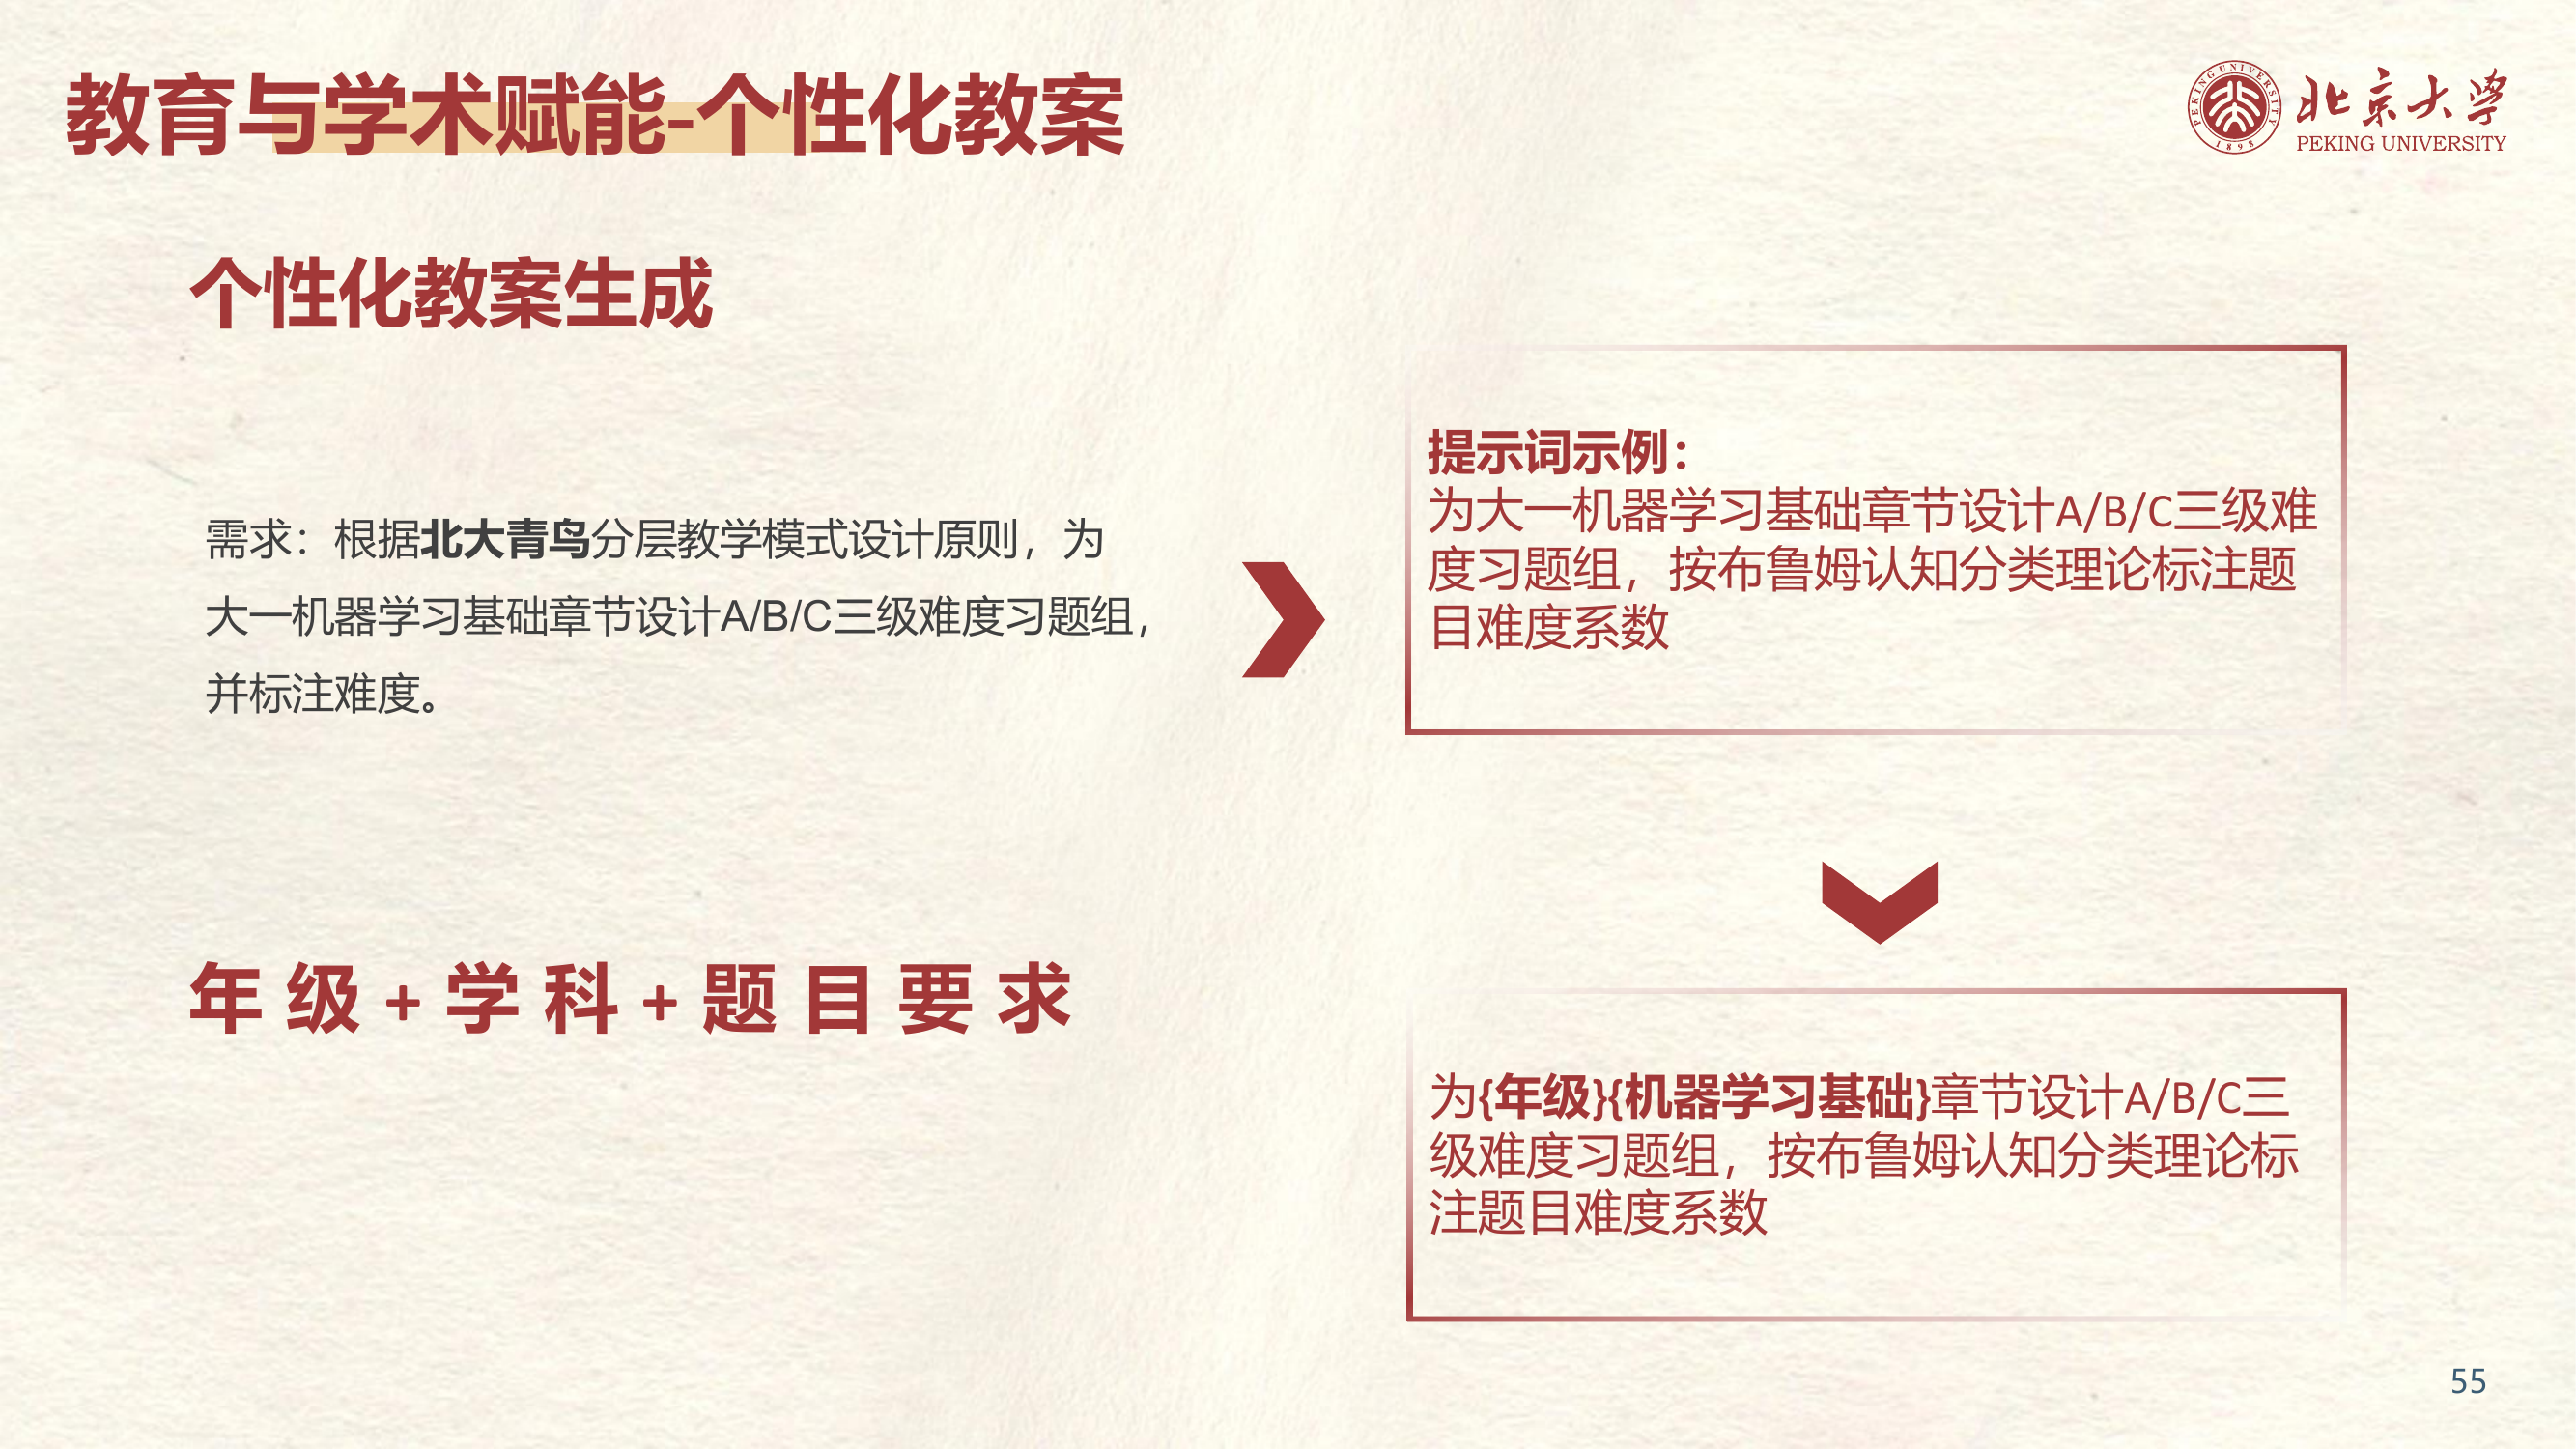 教育与学术赋能-个性化教案
PEKING UNIVERSITY
1898
北京大学
PEKING UNIVERSITY
个性化教案生成
需求：根据北大青鸟分层教学模式设计原则，为
大一机器学习基础章节设计A/B/C三级难度习题组，
并标注难度。
提示词示例：
为大一机器学习基础章节设计A/B/C三级难
度习题组，按布鲁姆认知分类理论标注题
目难度系数
年级+学科+题目要求
为{年级}{机器学习基础}章节设计A/B/C三
级难度习题组，按布鲁姆认知分类理论标
注题目难度系数
55